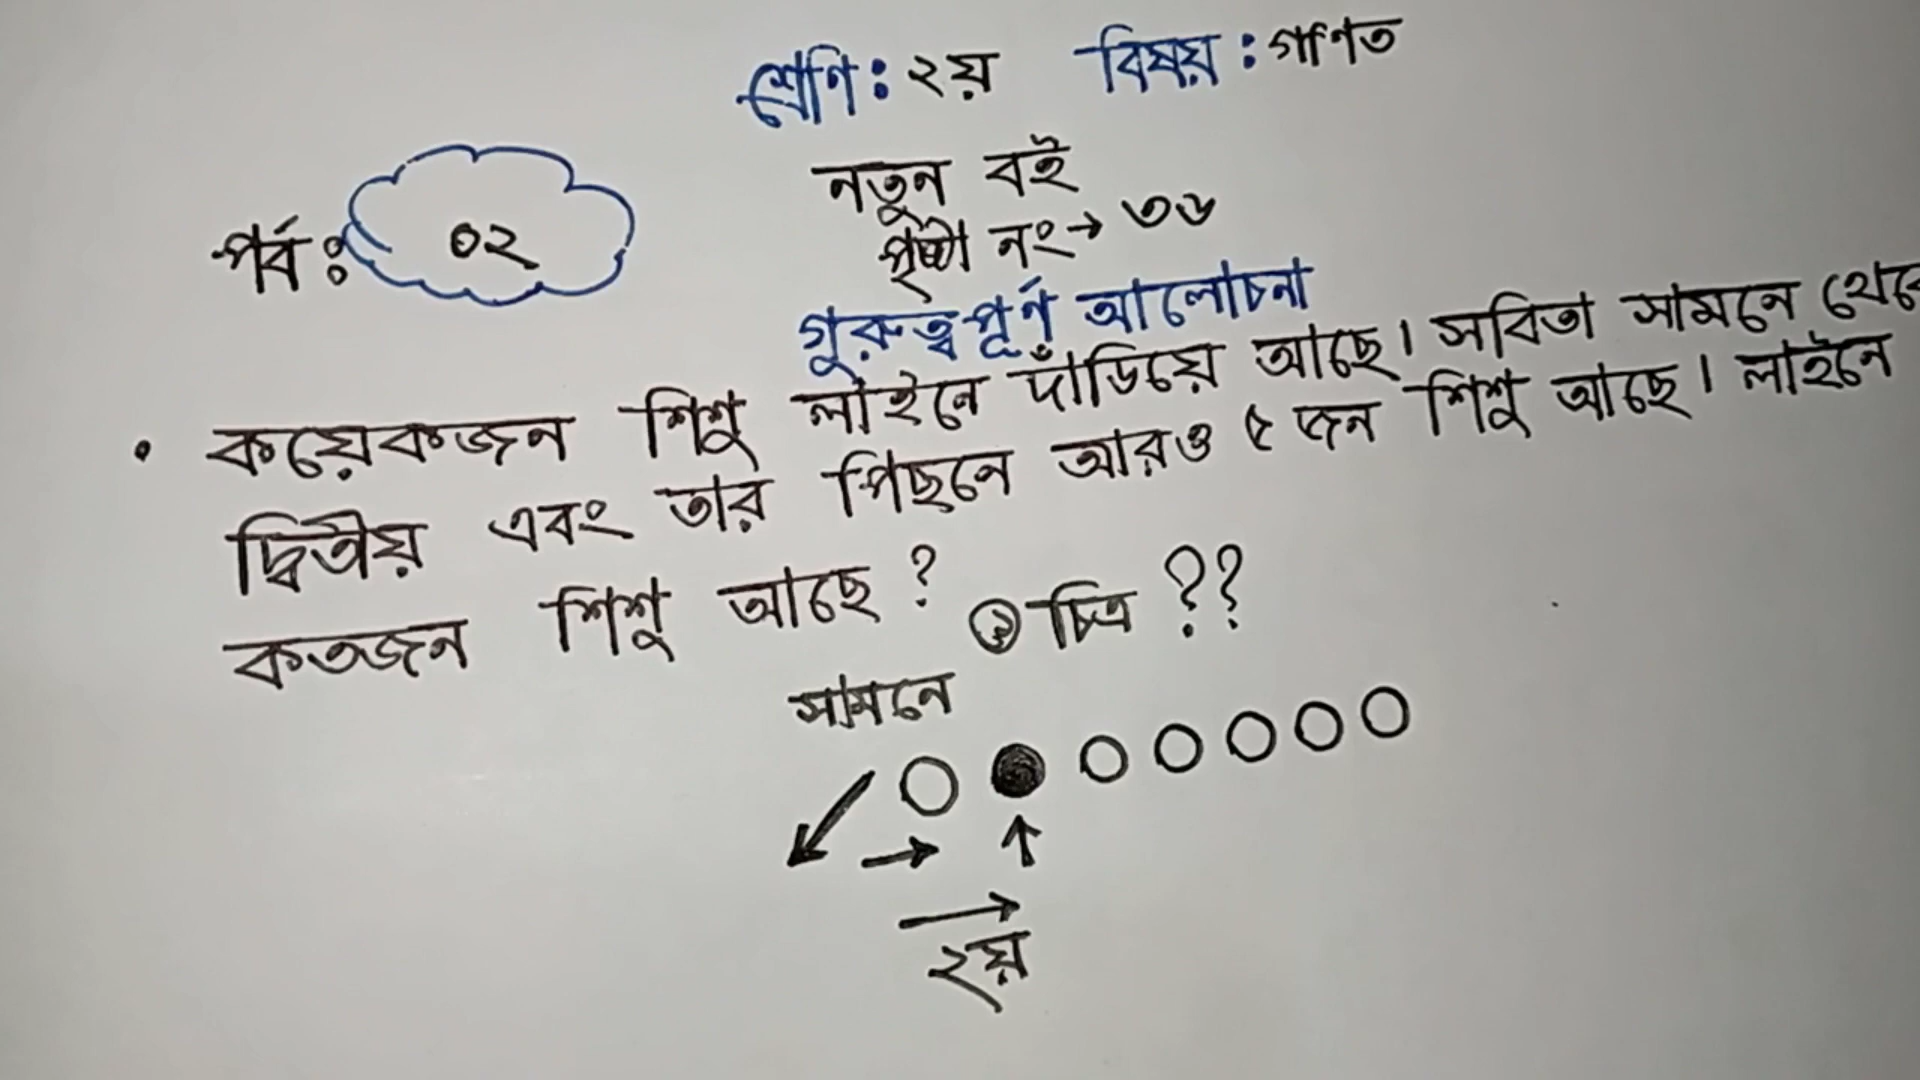 শ্রেণি: ২য় বিষয়: গণিত
নতুন বই
পৃষ্ঠা নং→ ৩৬
পর্ব: ০২
গুরুত্বপূর্ণ আলোচনা
• কয়েকজন শিশু লাইনে দাঁড়িয়ে আছে। সবিতা সামনে থেকে
দ্বিতীয় এবং তার পিছনে আরও ৫ জন শিশু আছে। লাইনে
কতজন শিশু আছে?
চিত্র ??
সামনে
২য়